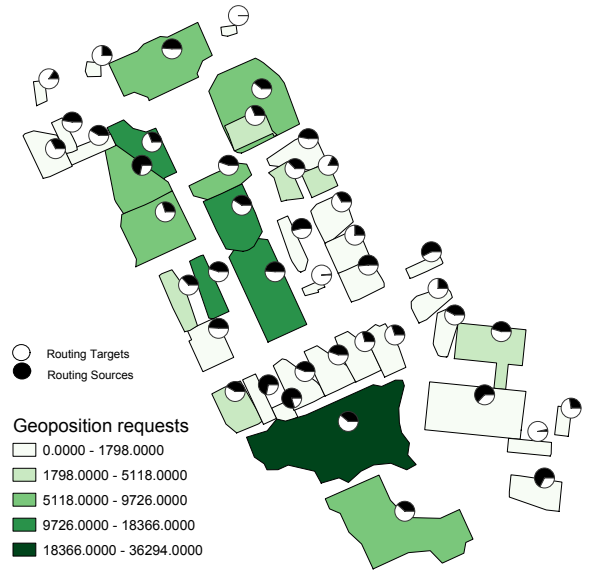 Routing Targets
Routing Sources
Geoposition requests
0.0000 - 1798.0000
1798.0000 - 5118.0000
5118.0000 - 9726.0000
9726.0000 - 18366.0000
18366.0000 - 36294.0000